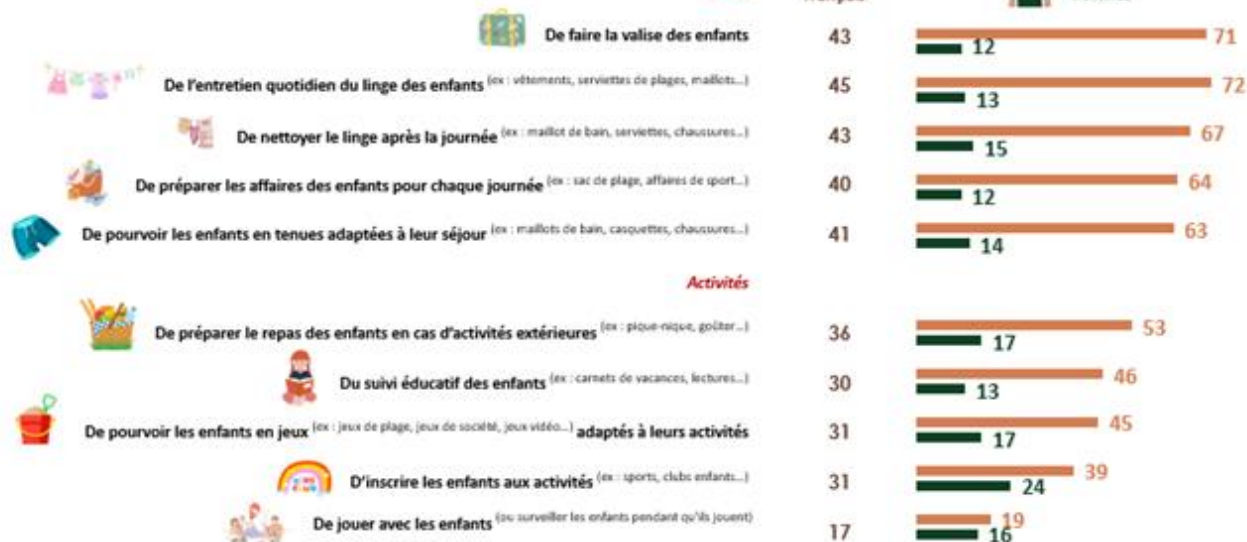 De faire la valise des enfants 43 71 12
De l'entretien quotidien du linge des enfants (ex : vêtements, serviettes de plages, maillots...) 45 72 13
De nettoyer le linge après la journée (ex : maillot de bain, serviettes, chaussures...) 43 67 15
De préparer les affaires des enfants pour chaque journée (ex : sac de plage, affaires de sport...) 40 64 12
De pourvoir les enfants en tenues adaptées à leur séjour (ex : maillots de bain, casquettes, chaussures...) 41 63 14
Activités
De préparer le repas des enfants en cas d'activités extérieures (ex : pique-nique, goûter...) 36 53 17
Du suivi éducatif des enfants (ex : carnets de vacances, lectures...) 30 46 13
De pourvoir les enfants en jeux (ex : jeux de plage, jeux de société, jeux vidéo...) adaptés à leurs activités 31 45 17
D'inscrire les enfants aux activités (ex : sports, clubs enfants...) 31 39 24
De jouer avec les enfants (ou surveiller les enfants pendant qu'ils jouent) 17 19 16